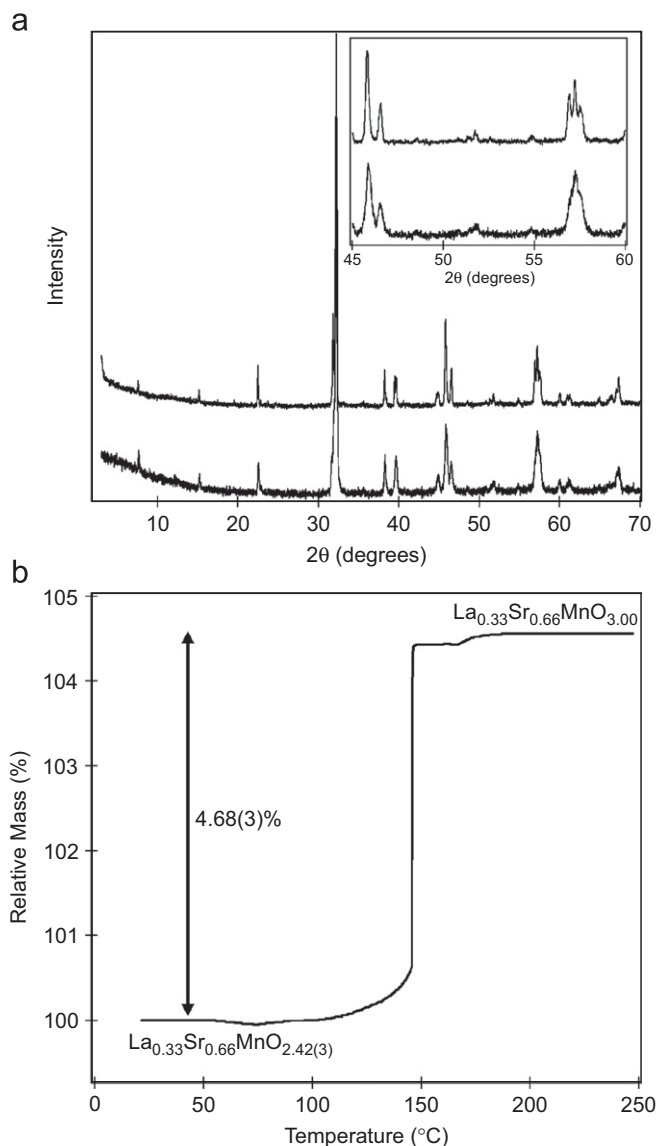 a
Intensity
45 50 55 60
2θ (degrees)
10 20 30 40 50 60 70
2θ (degrees)
b
Relative Mass (%)
105
104
103
102
101
100
La0.33Sr0.66MnO3.00
4.68(3)%
La0.33Sr0.66MnO2.42(3)
0 50 100 150 200 250
Temperature (°C)